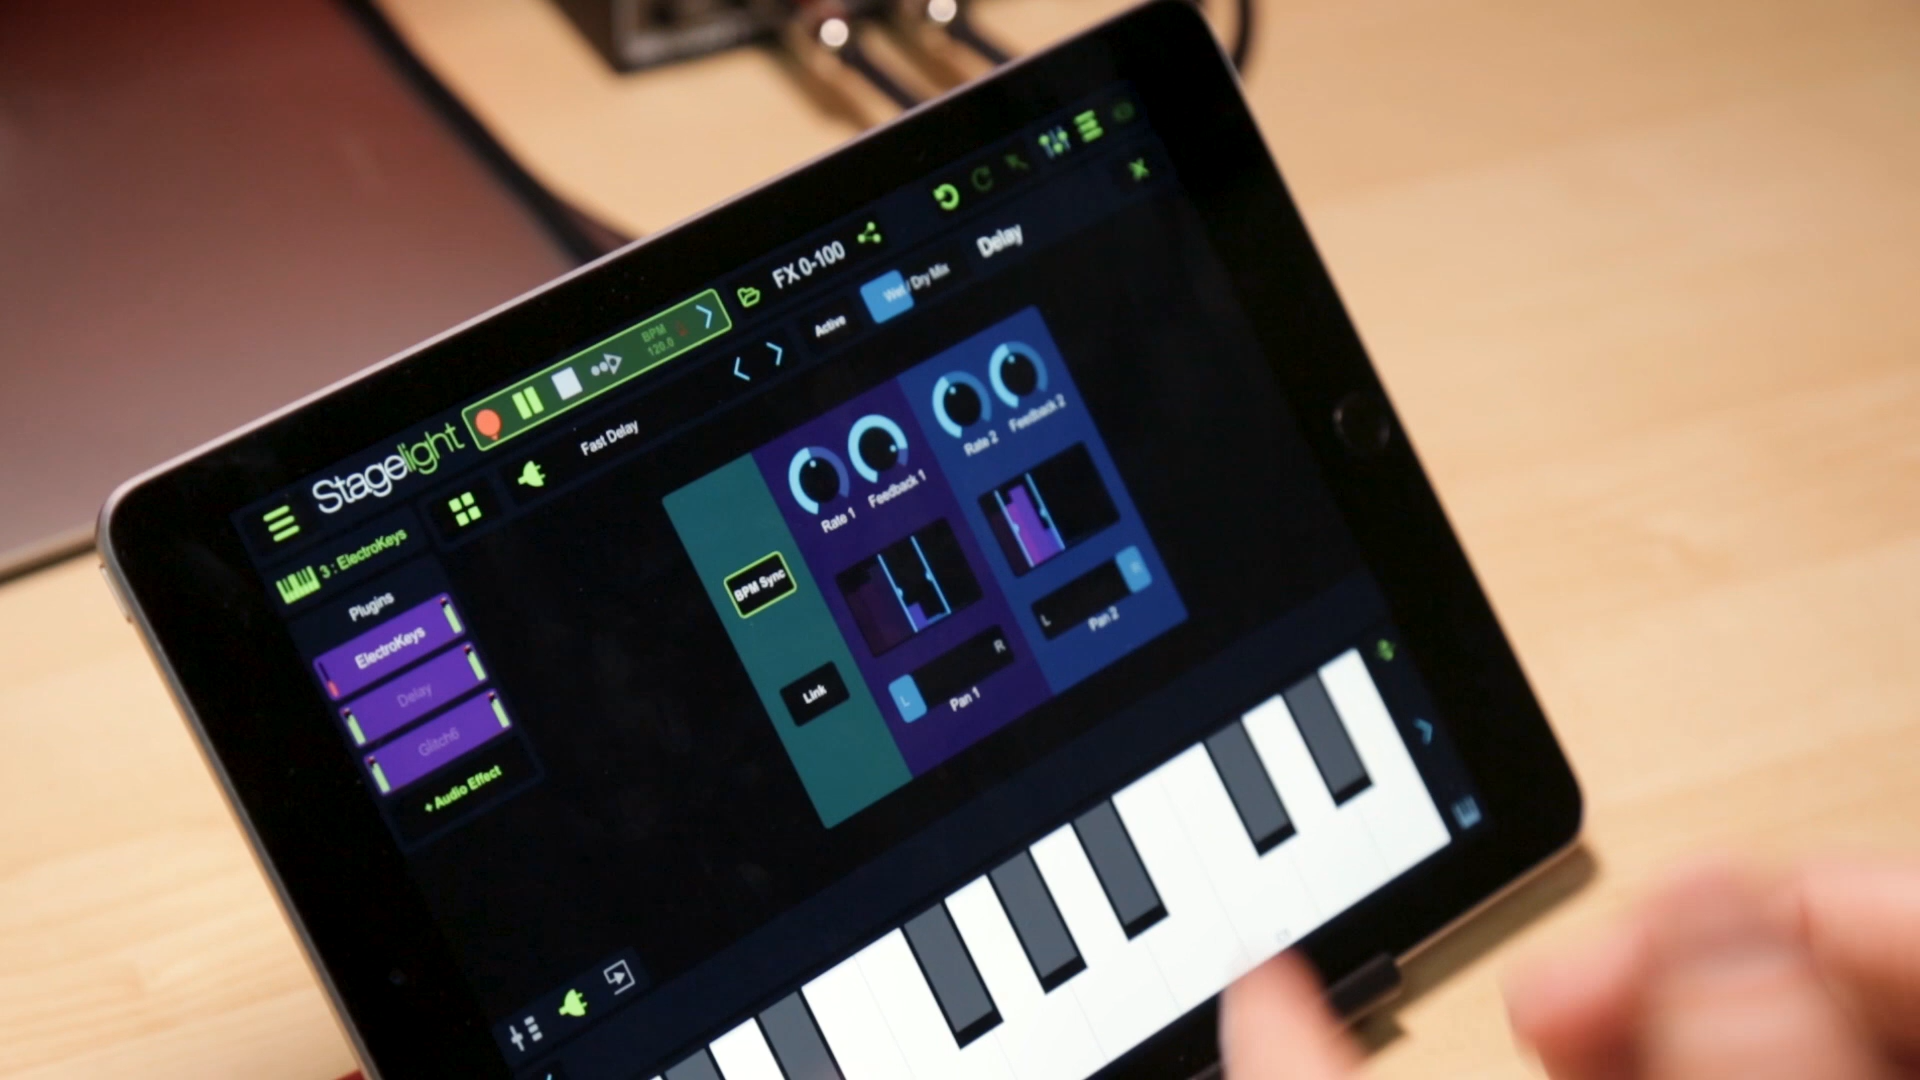 Stagelight
BPM
120.0
FX 0-100
3 : ElectroKeys
Fast Delay
Active
Wet / Dry Mix
Delay
Plugins
ElectroKeys
Delay
Glitch6
+ Audio Effect
BPM Sync
Link
Rate 1
Feedback 1
L
R
Pan 1
Rate 2
Feedback 2
L
R
Pan 2